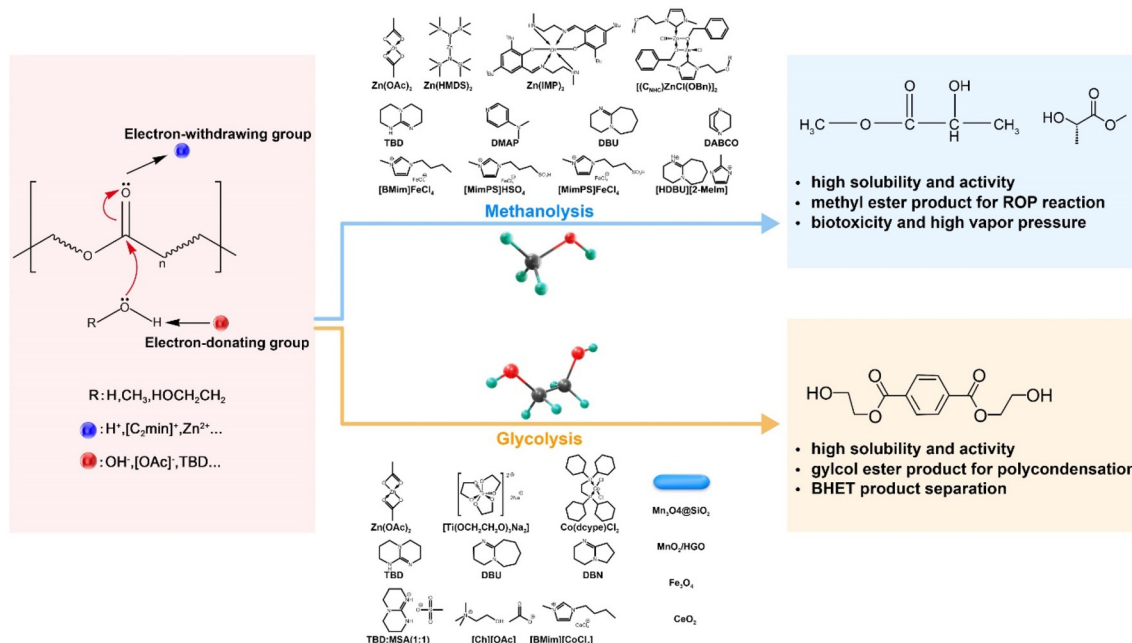 Electron-withdrawing group
O
O
n
R
O
H
Electron-donating group
R:H,CH₃,HOCH₂CH₂
:H⁺,[C₂min]⁺,Zn²⁺...
:OH⁻,[OAc]⁻,TBD...
Zn(OAc)₂
Zn(HMDS)₂
Zn(IMP)₂
[(C_NHC)ZnCl(OBn)]₂
TBD
DMAP
DBU
DABCO
[BMim]FeCl₄
[MimPS]HSO₄
[MimPS]FeCl₄
[HDBU][2-MeIm]
Methanolysis
Glycolysis
Zn(OAc)₂
[Ti(OCH₂CH₂O)₃Na₂]
Co(dcype)Cl₂
Mn₃O4@SiO₂
TBD
DBU
DBN
MnO₂/HGO
Fe₃O₄
CeO₂
TBD:MSA(1:1)
[Ch][OAc]
[BMim][CoCl₄]
H₃C
O
O
C
OH
C
H
CH₃
HO
O
O
• high solubility and activity
• methyl ester product for ROP reaction
• biotoxicity and high vapor pressure
HO
O
O
O
O
OH
• high solubility and activity
• gylcol ester product for polycondensation
• BHET product separation